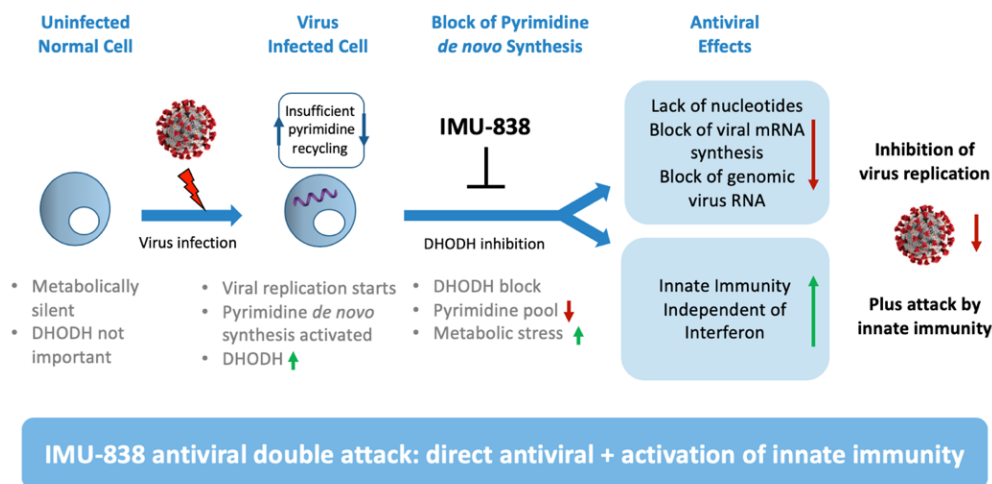 Uninfected
Normal Cell
Virus
Infected Cell
Block of Pyrimidine
de novo Synthesis
Antiviral
Effects
Insufficient
pyrimidine
recycling
IMU-838
Virus infection
DHODH inhibition
Lack of nucleotides
Block of viral mRNA
synthesis
Block of genomic
virus RNA
Innate Immunity
Independent of
Interferon
Inhibition of
virus replication
Plus attack by
innate immunity
• Metabolically
silent
• DHODH not
important
• Viral replication starts
• Pyrimidine de novo
synthesis activated
• DHODH
• DHODH block
• Pyrimidine pool
• Metabolic stress
IMU-838 antiviral double attack: direct antiviral + activation of innate immunity